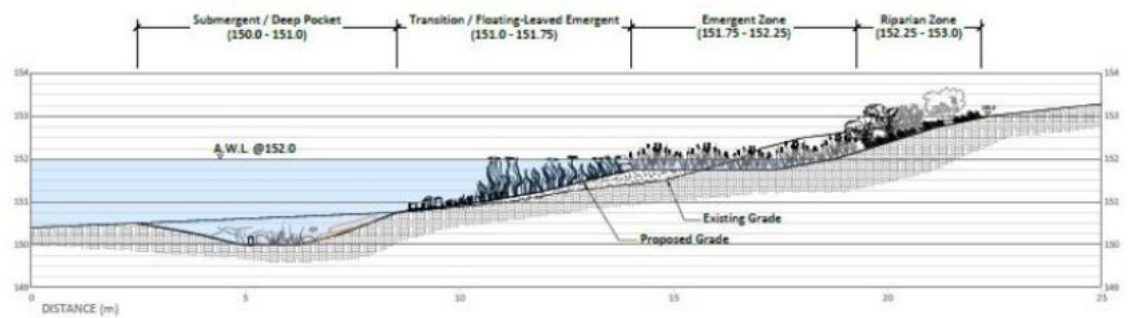 Submergent / Deep Pocket
(150.0 - 151.0)
Transition / Floating-Leaved Emergent
(151.0 - 151.75)
Emergent Zone
(151.75 - 152.25)
Riparian Zone
(152.25 - 153.0)
154
154
153
153
A.W.L. @152.0
152
152
151
151
Existing Grade
Proposed Grade
150
150
149
149
0
5
10
15
20
25
DISTANCE (m)